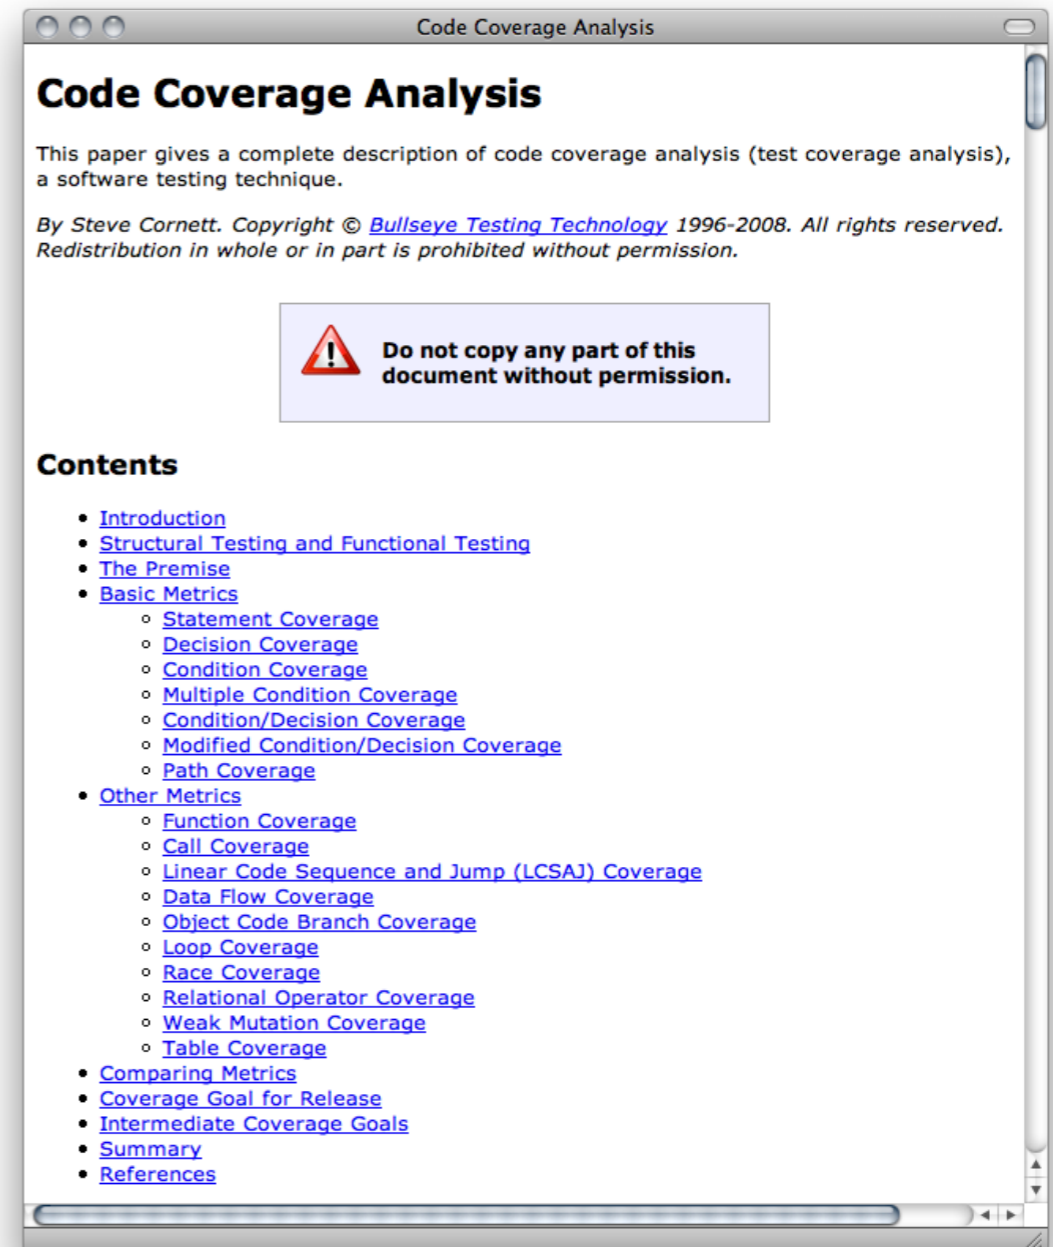 Code Coverage Analysis
Code Coverage Analysis
This paper gives a complete description of code coverage analysis (test coverage analysis),
a software testing technique.
By Steve Cornett. Copyright © Bullseye Testing Technology 1996-2008. All rights reserved.
Redistribution in whole or in part is prohibited without permission.
Do not copy any part of this
document without permission.
Contents
Introduction
Structural Testing and Functional Testing
The Premise
Basic Metrics
Statement Coverage
Decision Coverage
Condition Coverage
Multiple Condition Coverage
Condition/Decision Coverage
Modified Condition/Decision Coverage
Path Coverage
Other Metrics
Function Coverage
Call Coverage
Linear Code Sequence and Jump (LCSAJ) Coverage
Data Flow Coverage
Object Code Branch Coverage
Loop Coverage
Race Coverage
Relational Operator Coverage
Weak Mutation Coverage
Table Coverage
Comparing Metrics
Coverage Goal for Release
Intermediate Coverage Goals
Summary
References